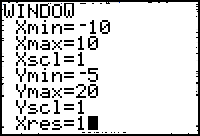 WINDOW
Xmin=-10
Xmax=10
Xscl=1
Ymin=-5
Ymax=20
Yscl=1
Xres=1